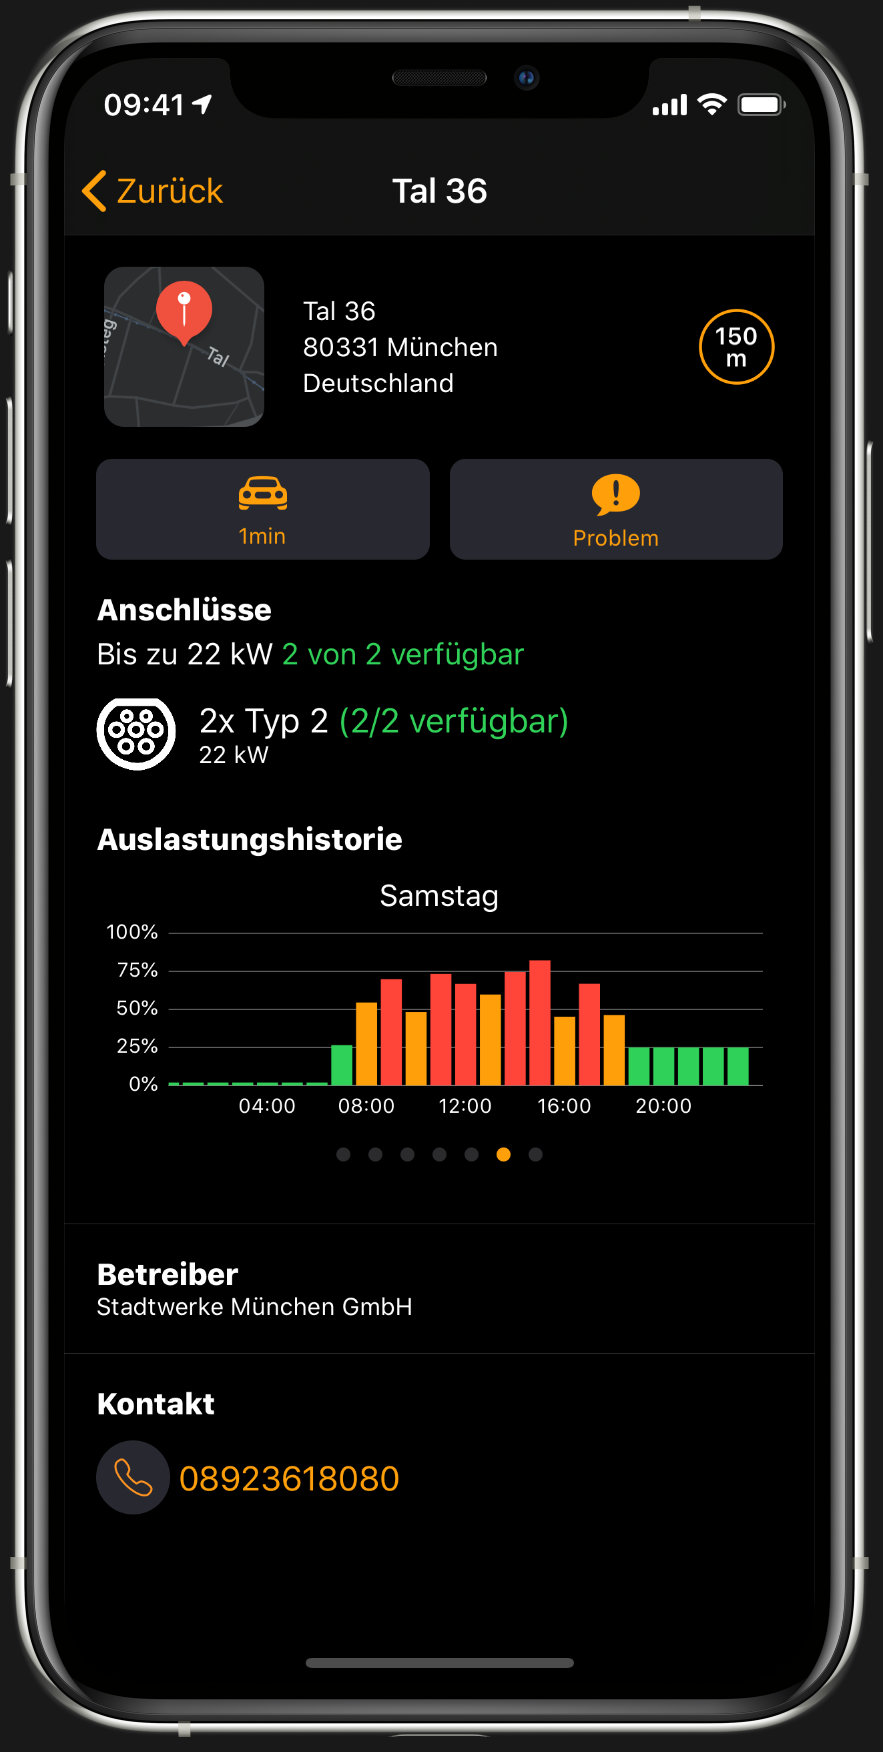 09:41
Zurück
Tal 36
Tal
Tal 36
80331 München
Deutschland
150
m
1min
Problem
Anschlüsse
Bis zu 22 kW 2 von 2 verfügbar
2x Typ 2 (2/2 verfügbar)
22 kW
Auslastungshistorie
Samstag
100%
75%
50%
25%
0%
04:00 08:00 12:00 16:00 20:00
Betreiber
Stadtwerke München GmbH
Kontakt
08923618080